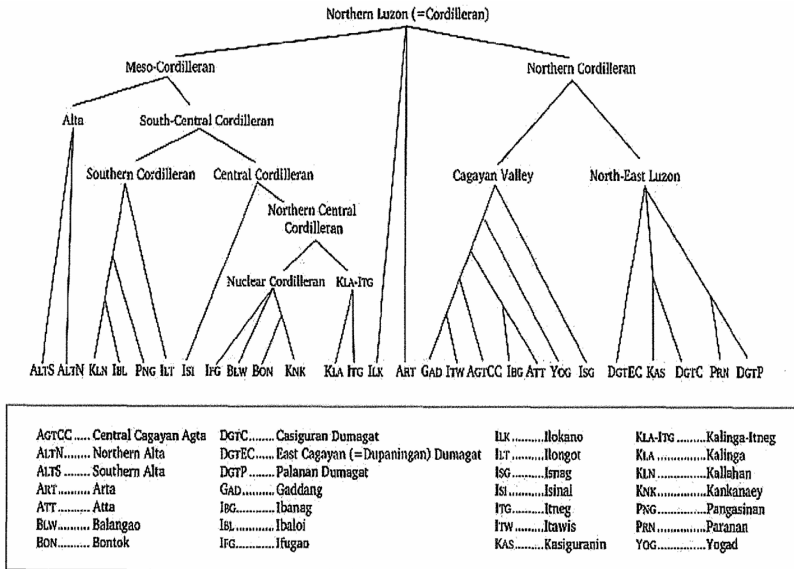 Northern Luzon (=Cordilleran)
Meso-Cordilleran Northern Cordilleran
Alta South-Central Cordilleran
Southern Cordilleran Central Cordilleran Cagayan Valley North-East Luzon
Northern Central
Cordilleran
Nuclear Cordilleran KLA-ITG
ALTS ALTN KLN IBL PNG ILT ISI IFG BLW BON KNK KLA ITG ILK ART GAD ITW AGTCC IBG ATT YOG ISG DGTEC KAS DGTC PRN DGTP
AGTCC ..... Central Cagayan Agta
ALTN.......... Northern Alta
ALTS .......... Southern Alta
ART............ Arta
ATT............ Atta
BLW........... Balangao
BON........... Bontok
DGTC........ Casiguran Dumagat
DGTEC...... East Cagayan (=Dupaningan) Dumagat
DGTP......... Palanan Dumagat
GAD........... Gaddang
IBG............. Ibanag
IBL.............. Ibaloi
IFG.............. Ifugao
ILK...........Ilokano
ILT...........Ilongot
ISG...........Isnag
ISI............Isinai
ITG...........Itneg
ITW..........Itawis
KAS..........Kasiguranin
KLA-ITG .........Kalinga-Itneg
KLA................Kalinga
KLN................Kallahan
KNK...............Kankanaey
PNG................Pangasinan
PRN................Paranan
YOG................Yogad